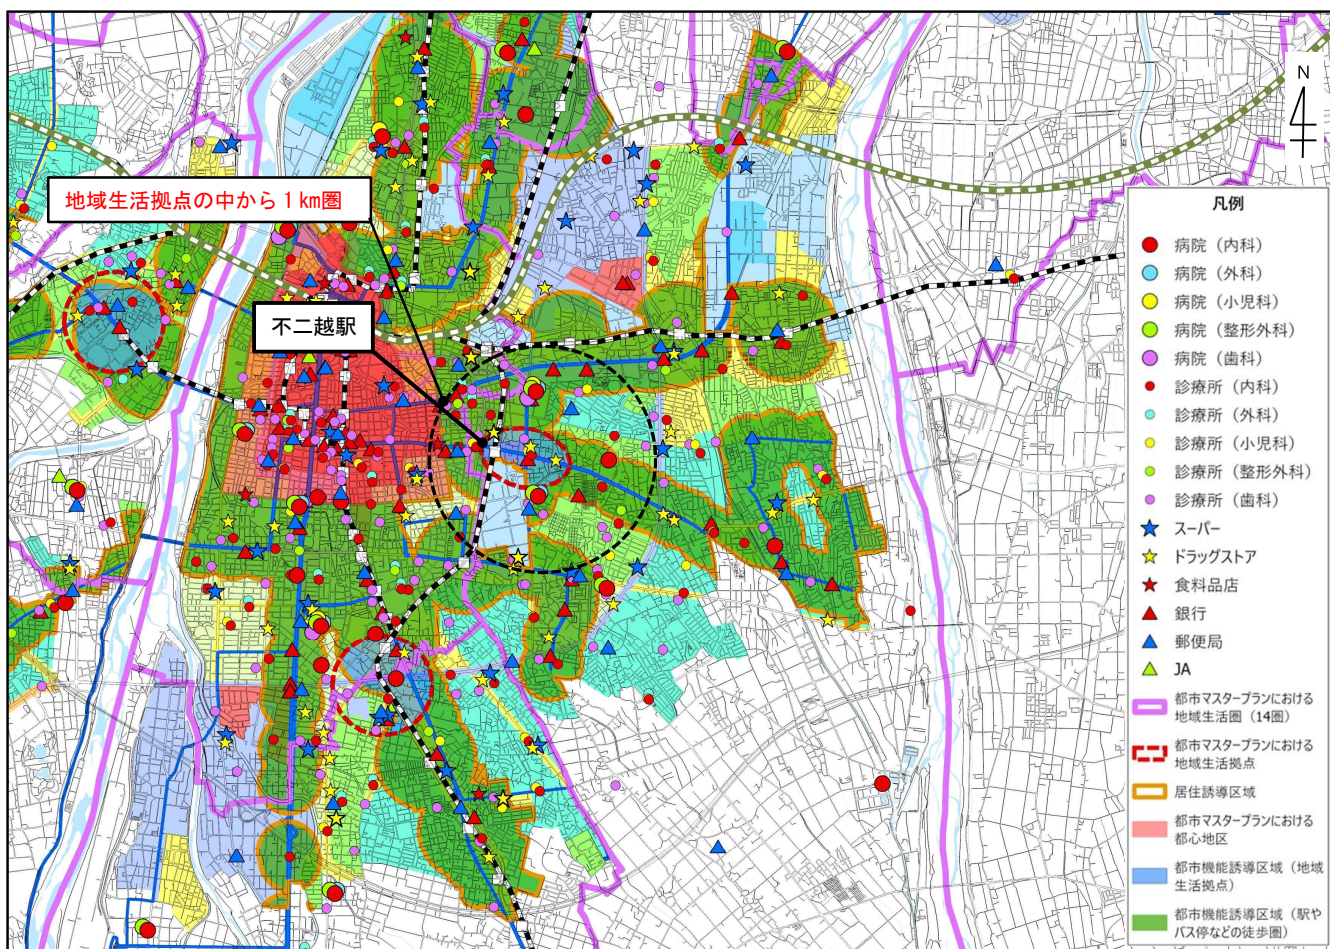 N
地域生活拠点の中から1km圏
不二越駅
凡例
病院（内科）
病院（外科）
病院（小児科）
病院（整形外科）
病院（歯科）
診療所（内科）
診療所（外科）
診療所（小児科）
診療所（整形外科）
診療所（歯科）
スーパー
ドラッグストア
食料品店
銀行
郵便局
JA
都市マスタープランにおける
地域生活圏（14圏）
都市マスタープランにおける
地域生活拠点
居住誘導区域
都市マスタープランにおける
都心地区
都市機能誘導区域（地域
生活拠点）
都市機能誘導区域（駅や
バス停などの徒歩圏）